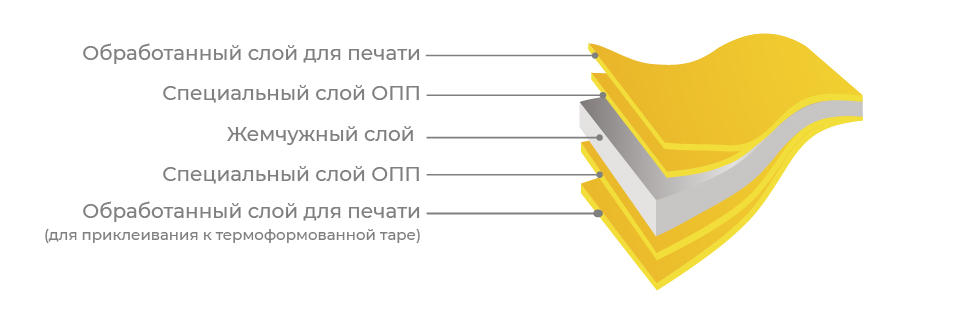 Обработанный слой для печати
Специальный слой ОПП
Жемчужный слой
Специальный слой ОПП
Обработанный слой для печати
(для приклеивания к термоформованной таре)